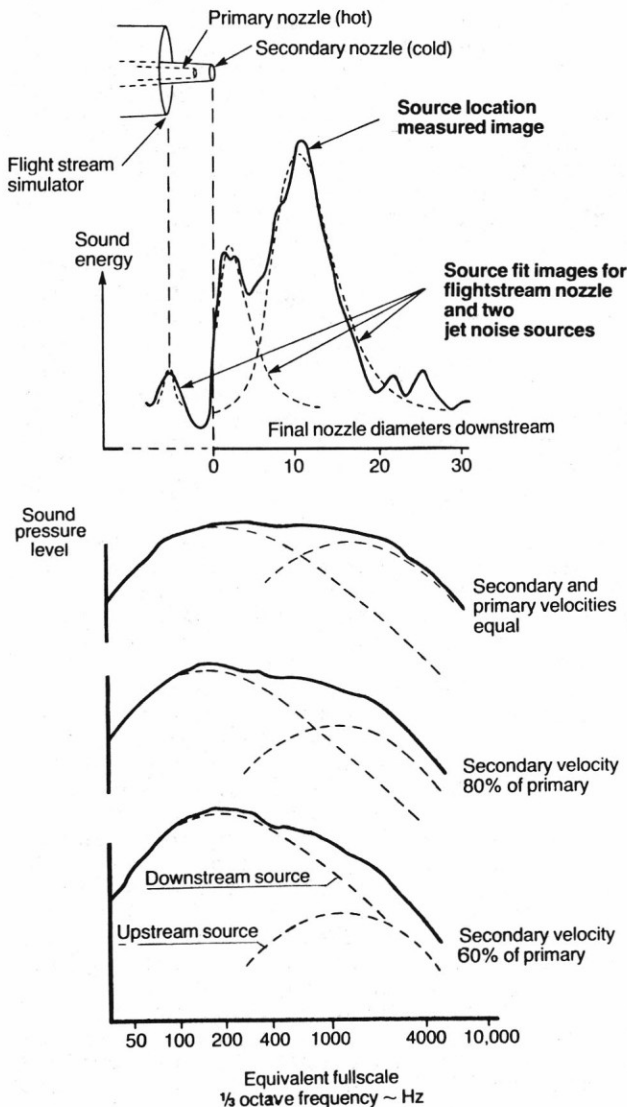 Primary nozzle (hot)
Secondary nozzle (cold)
Source location
measured image
Flight stream
simulator
Sound
energy
Source fit images for
flightstream nozzle
and two
jet noise sources
Final nozzle diameters downstream
0 10 20 30
Sound
pressure
level
Secondary and
primary velocities
equal
Secondary velocity
80% of primary
Downstream source
Upstream source
Secondary velocity
60% of primary
50 100 200 400 1000 4000 10,000
Equivalent fullscale
⅓ octave frequency ~ Hz